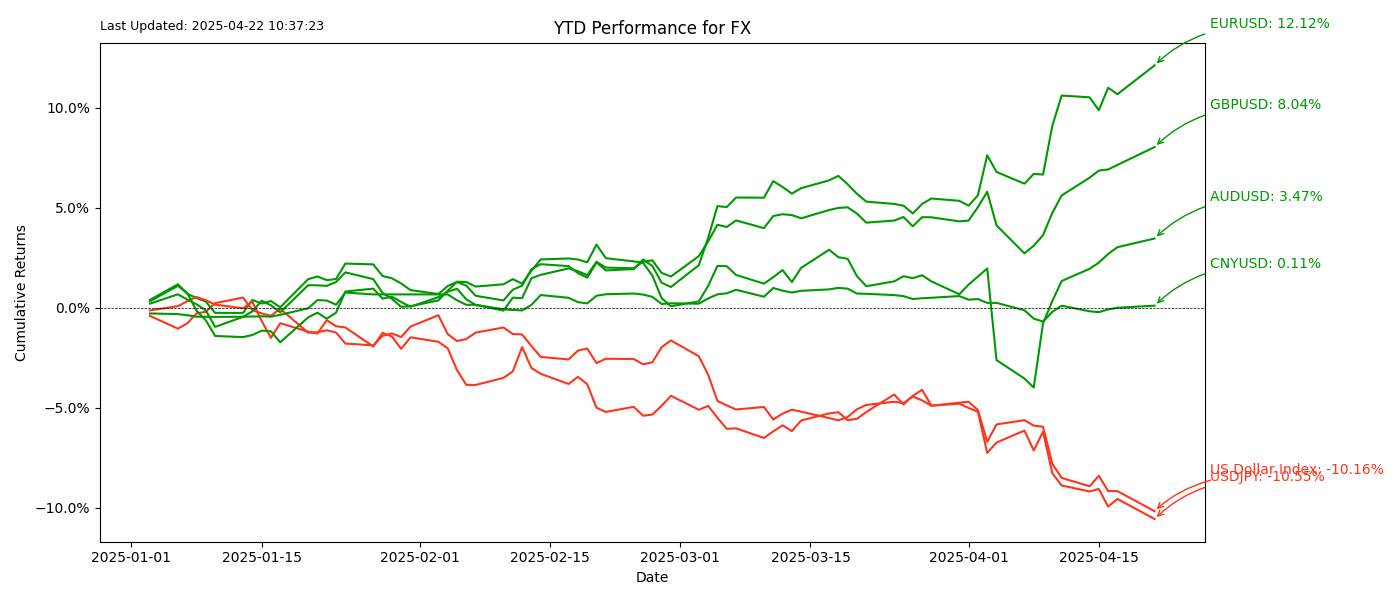 Last Updated: 2025-04-22 10:37:23
YTD Performance for FX
EURUSD: 12.12%
GBPUSD: 8.04%
AUDUSD: 3.47%
CNYUSD: 0.11%
US Dollar Index: -10.16%
USDJPY: -10.55%
Cumulative Returns
10.0%
5.0%
0.0%
−5.0%
−10.0%
2025-01-01 2025-01-15 2025-02-01 2025-02-15 2025-03-01 2025-03-15 2025-04-01 2025-04-15
Date